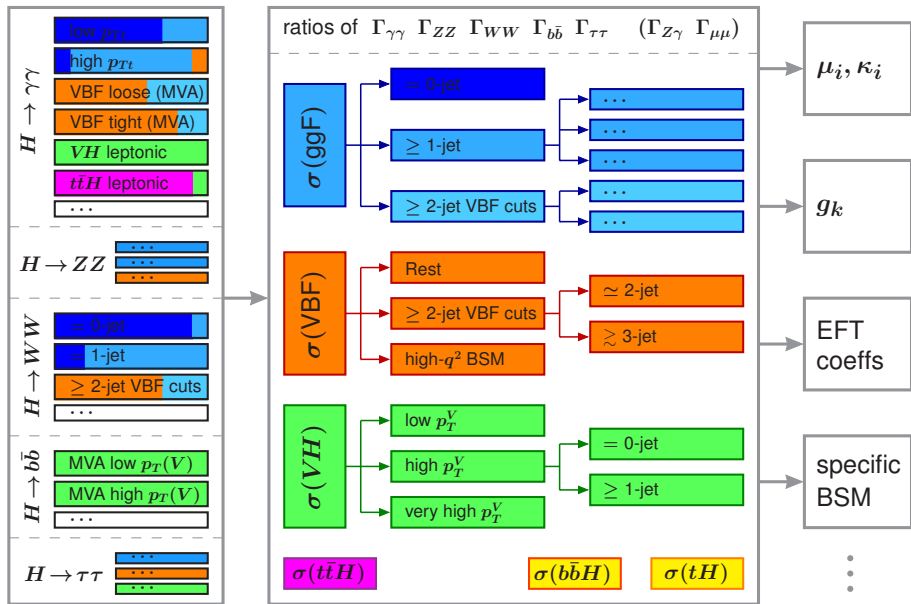 H → γγ
low p_Tt
high p_Tt
VBF loose (MVA)
VBF tight (MVA)
VH leptonic
tt̄H leptonic
...
H → ZZ
...
...
...
H → WW
= 0-jet
= 1-jet
≥ 2-jet VBF cuts
...
H → bb̄
MVA low p_T(V)
MVA high p_T(V)
...
H → ττ
...
...
...
ratios of Γ_γγ Γ_ZZ Γ_WW Γ_bb̄ Γ_ττ (Γ_Zγ Γ_μμ)
σ(ggF)
= 0-jet
≥ 1-jet
≥ 2-jet VBF cuts
...
...
...
...
...
σ(VBF)
Rest
≥ 2-jet VBF cuts
high-q² BSM
≃ 2-jet
≳ 3-jet
σ(VH)
low p_T^V
high p_T^V
very high p_T^V
= 0-jet
≥ 1-jet
σ(tt̄H)
σ(bb̄H)
σ(tH)
μ_i, κ_i
g_k
EFT
coeffs
specific
BSM
⋮